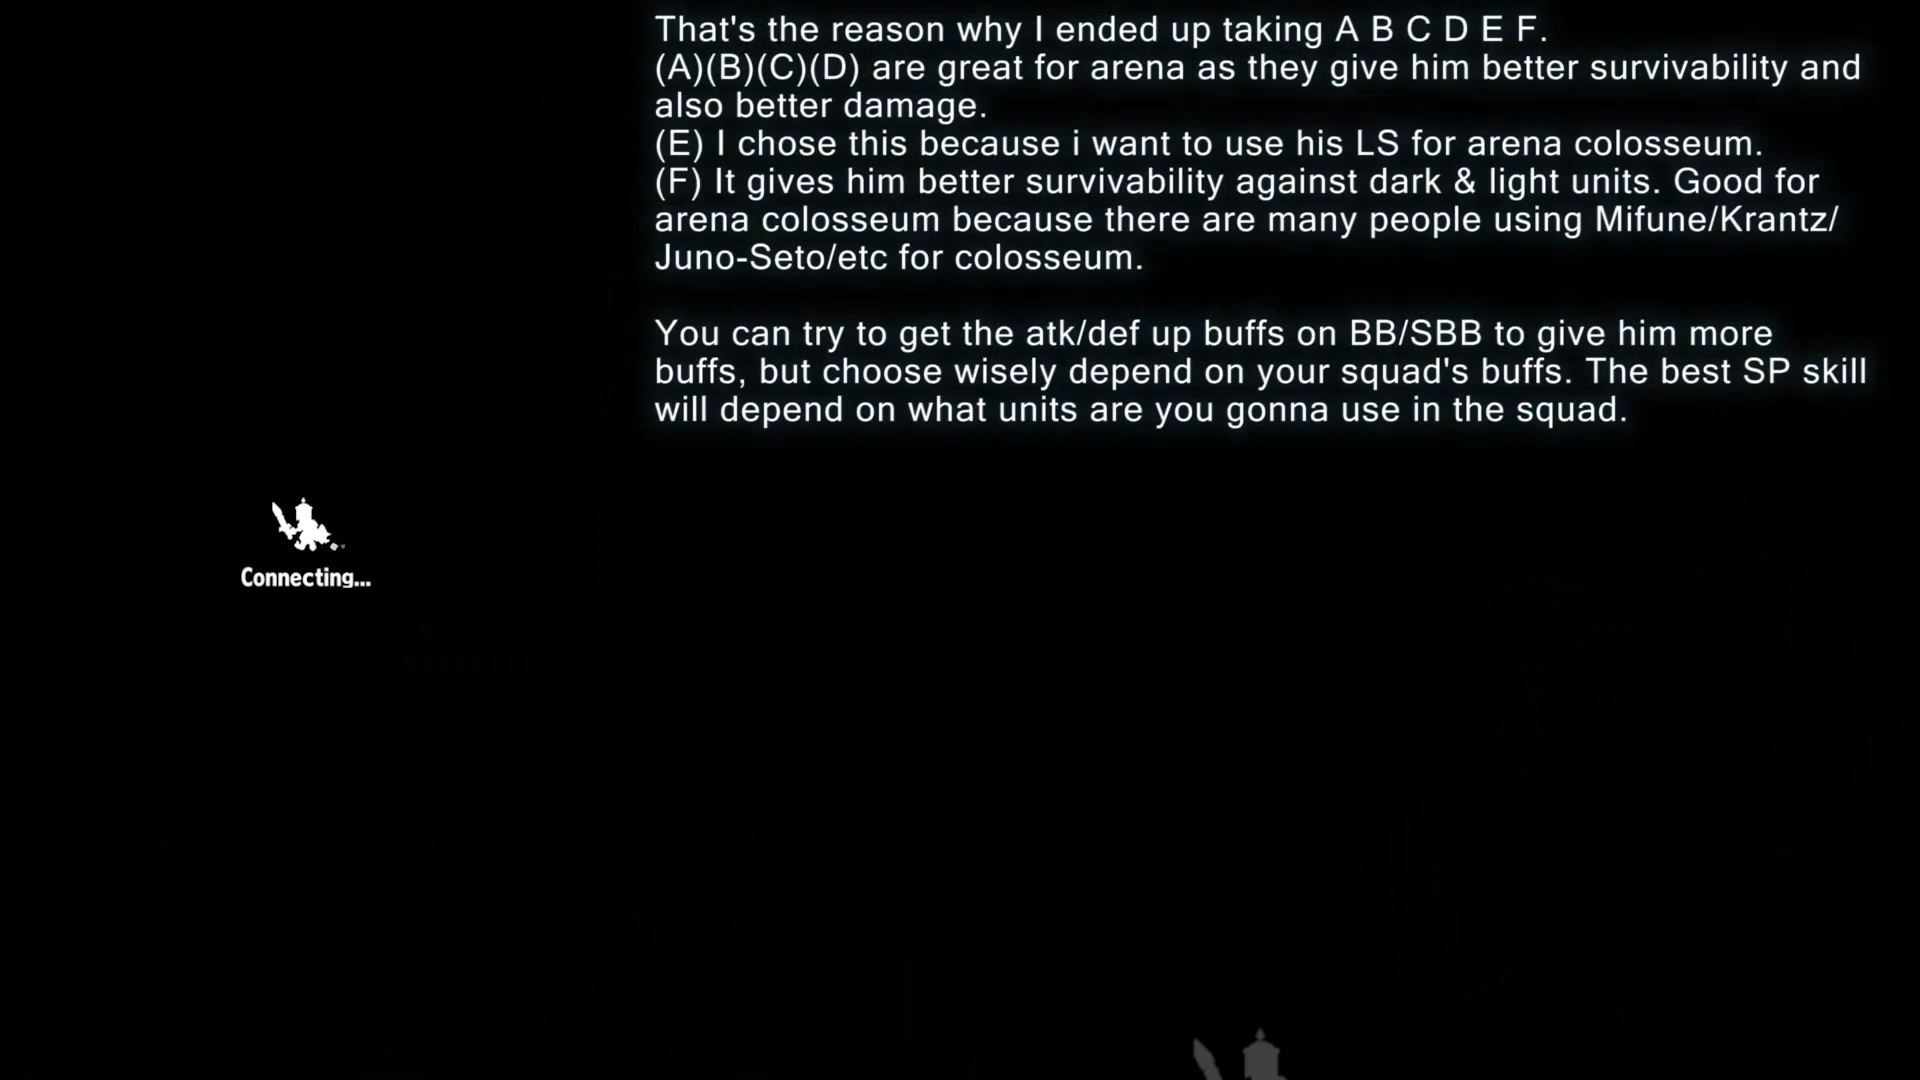 That's the reason why I ended up taking A B C D E F.
(A)(B)(C)(D) are great for arena as they give him better survivability and
also better damage.
(E) I chose this because i want to use his LS for arena colosseum.
(F) It gives him better survivability against dark & light units. Good for
arena colosseum because there are many people using Mifune/Krantz/
Juno-Seto/etc for colosseum.
You can try to get the atk/def up buffs on BB/SBB to give him more
buffs, but choose wisely depend on your squad's buffs. The best SP skill
will depend on what units are you gonna use in the squad.
Connecting...